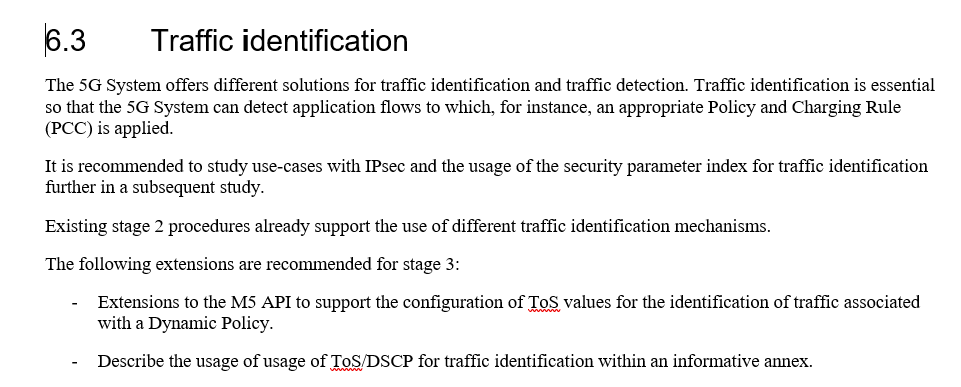 6.3 Traffic identification
The 5G System offers different solutions for traffic identification and traffic detection. Traffic identification is essential
so that the 5G System can detect application flows to which, for instance, an appropriate Policy and Charging Rule
(PCC) is applied.
It is recommended to study use-cases with IPsec and the usage of the security parameter index for traffic identification
further in a subsequent study.
Existing stage 2 procedures already support the use of different traffic identification mechanisms.
The following extensions are recommended for stage 3:
- Extensions to the M5 API to support the configuration of ToS values for the identification of traffic associated
with a Dynamic Policy.
- Describe the usage of usage of ToS/DSCP for traffic identification within an informative annex.